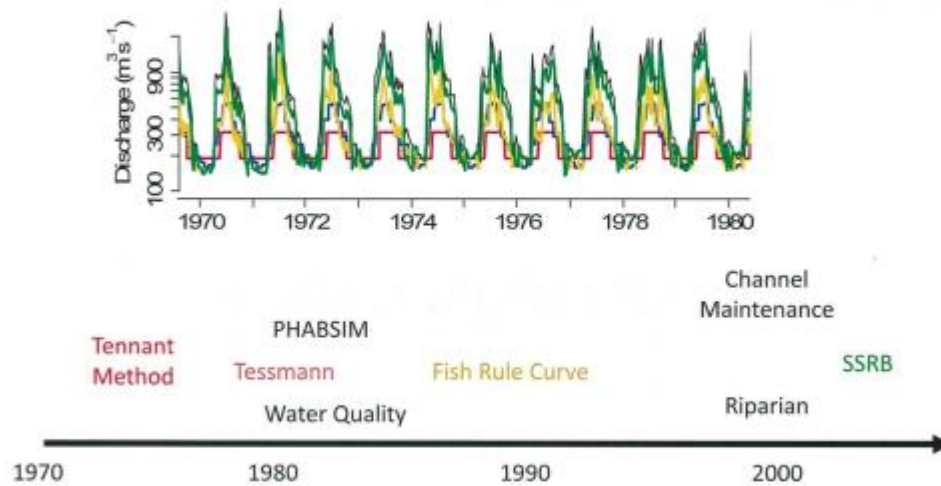 Discharge (m³s⁻¹)
900
300
100
1970 1972 1974 1976 1978 1980
Channel
Maintenance
PHABSIM
Tennant
Method
Tessmann
Fish Rule Curve
SSRB
Water Quality
Riparian
1970 1980 1990 2000